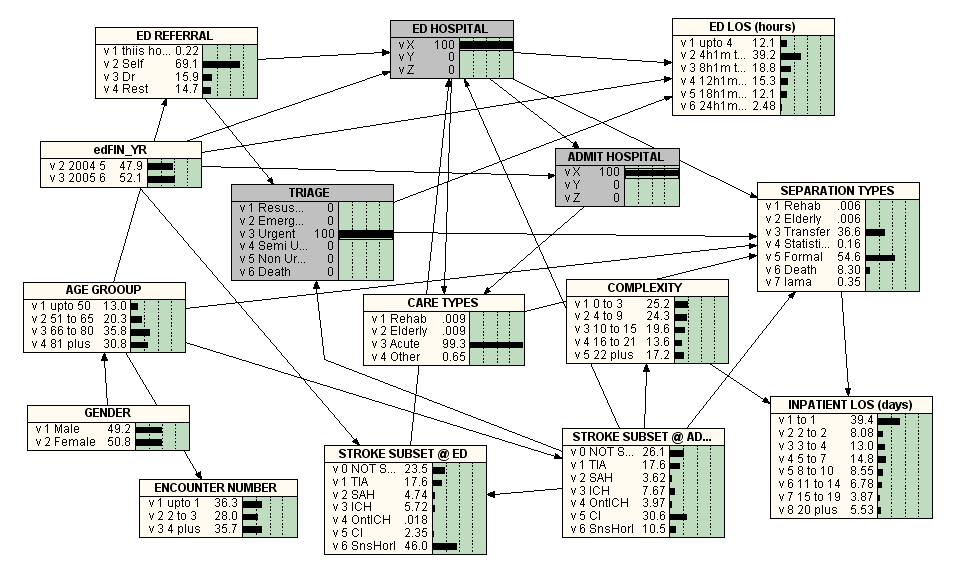 ED REFERRAL
v 1 thiis ho... 0.22
v 2 Self 69.1
v 3 Dr 15.9
v 4 Rest 14.7
ED HOSPITAL
v X 100
v Y 0
v Z 0
ED LOS (hours)
v 1 upto 4 12.1
v 2 4h1m t... 39.2
v 3 8h1m t... 18.8
v 4 12h1m... 15.3
v 5 18h1m... 12.1
v 6 24h1m... 2.48
edFIN_YR
v 2 2004 5 47.9
v 3 2005 6 52.1
ADMIT HOSPITAL
v X 100
v Y 0
v Z 0
TRIAGE
v 1 Resus... 0
v 2 Emerg... 0
v 3 Urgent 100
v 4 Semi U... 0
v 5 Non Ur... 0
v 6 Death 0
SEPARATION TYPES
v 1 Rehab .006
v 2 Elderly .006
v 3 Transfer 36.6
v 4 Statisti... 0.16
v 5 Formal 54.6
v 6 Death 8.30
v 7 lama 0.35
AGE GROOUP
v 1 upto 50 13.0
v 2 51 to 65 20.3
v 3 66 to 80 35.8
v 4 81 plus 30.8
CARE TYPES
v 1 Rehab .009
v 2 Elderly .009
v 3 Acute 99.3
v 4 Other 0.65
COMPLEXITY
v 1 0 to 3 25.2
v 2 4 to 9 24.3
v 3 10 to 15 19.6
v 4 16 to 21 13.6
v 5 22 plus 17.2
GENDER
v 1 Male 49.2
v 2 Female 50.8
INPATIENT LOS (days)
v 1 to 1 39.4
v 2 2 to 2 8.08
v 3 3 to 4 13.0
v 4 5 to 7 14.8
v 5 8 to 10 8.55
v 6 11 to 14 6.78
v 7 15 to 19 3.87
v 8 20 plus 5.53
STROKE SUBSET @ ED
v 0 NOT S... 23.5
v 1 TIA 17.6
v 2 SAH 4.74
v 3 ICH 5.72
v 4 OntICH .018
v 5 CI 2.35
v 6 SnsHorI 46.0
STROKE SUBSET @ AD...
v 0 NOT S... 26.1
v 1 TIA 17.6
v 2 SAH 3.62
v 3 ICH 7.67
v 4 OntICH 3.97
v 5 CI 30.6
v 6 SnsHorI 10.5
ENCOUNTER NUMBER
v 1 upto 1 36.3
v 2 2 to 3 28.0
v 3 4 plus 35.7